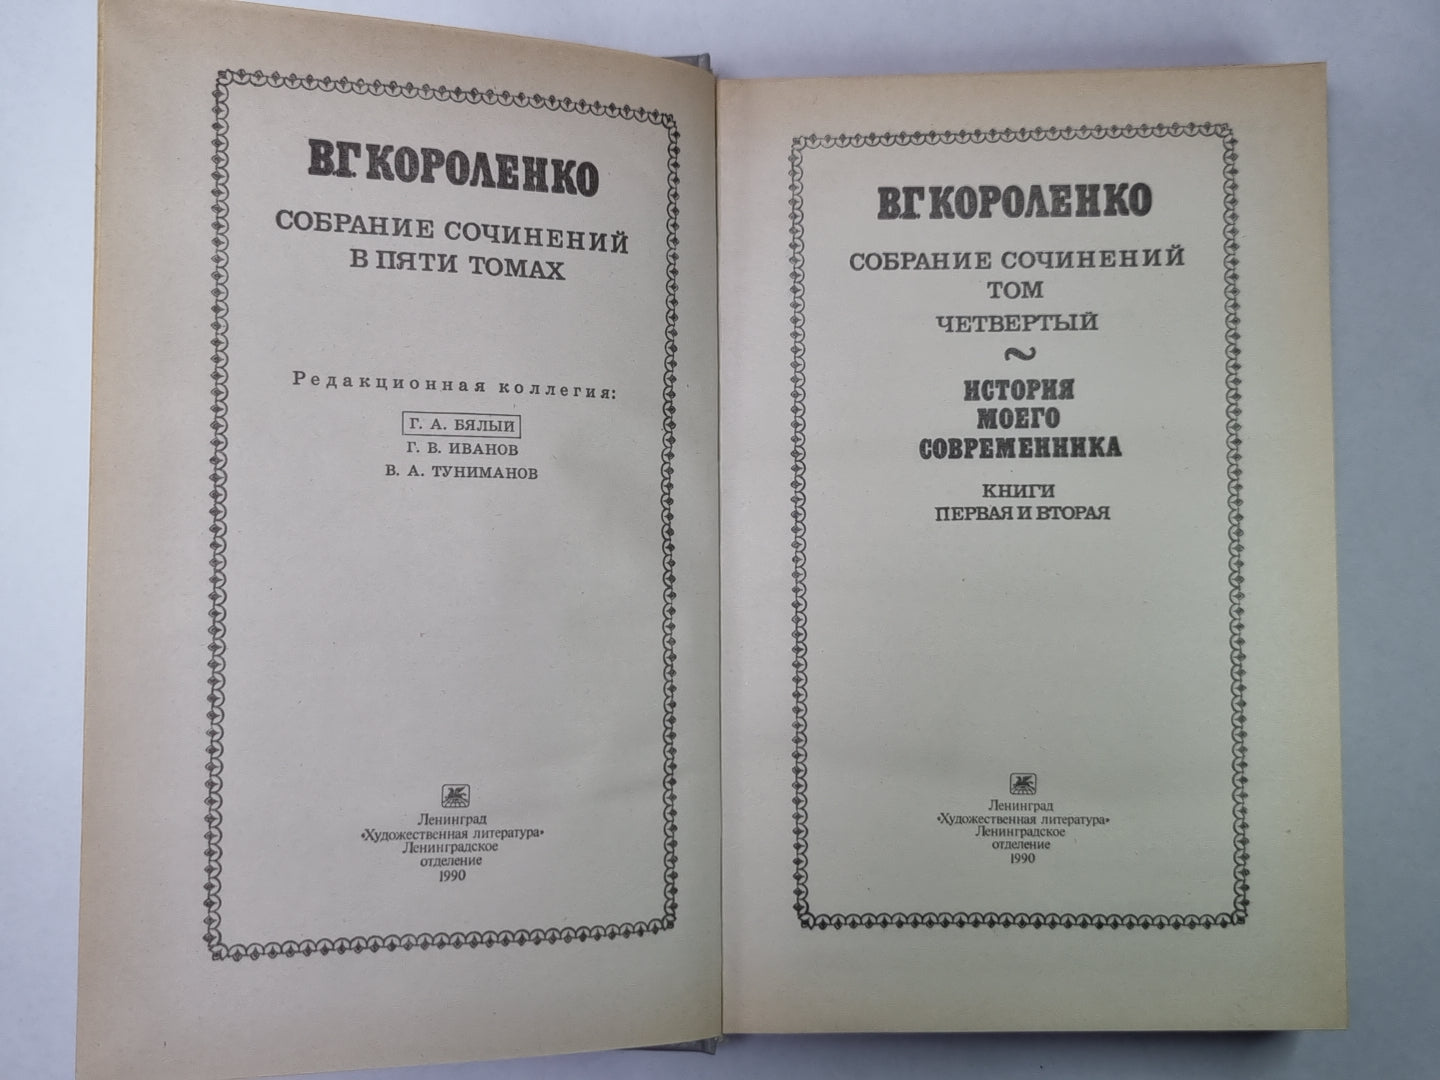 В.Г. КОРОЛЕНКО
СОБРАНИЕ СОЧИНЕНИЙ
В ПЯТИ ТОМАХ
Редакционная коллегия:
Г. А. БЯЛЫЙ
Г. В. ИВАНОВ
В. А. ТУНИМАНОВ
Ленинград
«Художественная литература»
Ленинградское
отделение
1990
ВГ КОРОЛЕНКО
СОБРАНИЕ СОЧИНЕНИЙ
ТОМ
ЧЕТВЕРТЫЙ
~
ИСТОРИЯ
МОЕГО
СОВРЕМЕННИКА
КНИГИ
ПЕРВАЯ И ВТОРАЯ
Ленинград
«Художественная литература»
Ленинградское
отделение
1990